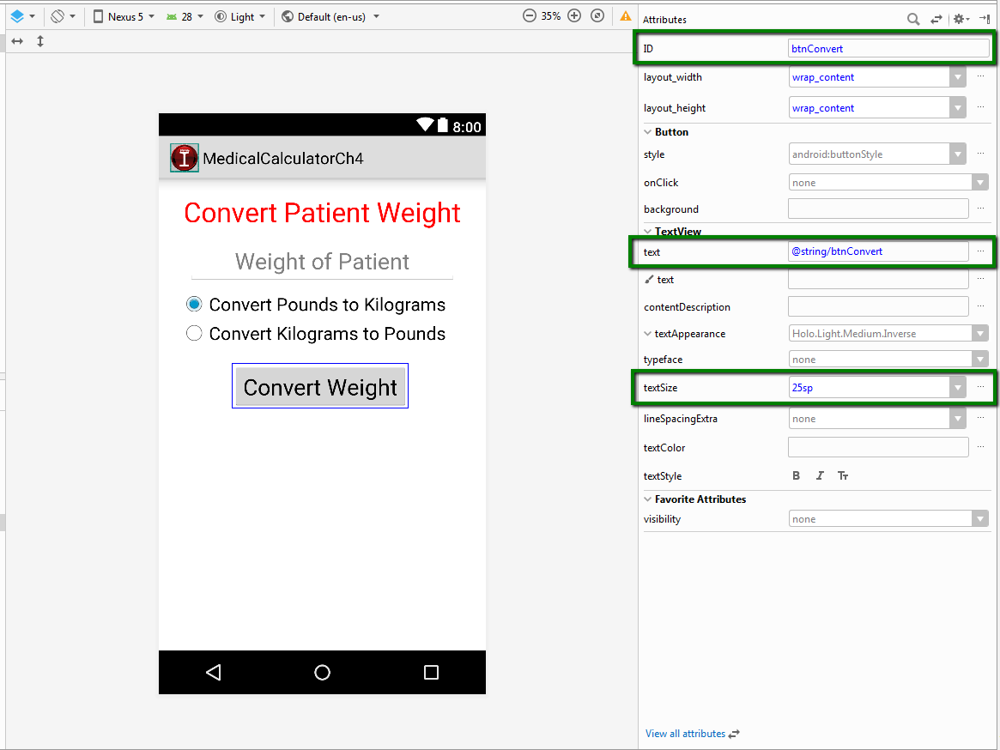 Nexus 5 28 Light Default (en-us) 35%
8:00
MedicalCalculatorCh4
Convert Patient Weight
Weight of Patient
Convert Pounds to Kilograms
Convert Kilograms to Pounds
Convert Weight
Attributes
ID btnConvert
layout_width wrap_content ...
layout_height wrap_content ...
Button
style android:buttonStyle ...
onClick none
background ...
TextView
text @string/btnConvert ...
text ...
contentDescription ...
textAppearance Holo.Light.Medium.Inverse
typeface none
textSize 25sp ...
lineSpacingExtra none ...
textColor ...
textStyle B I Tт
Favorite Attributes
visibility none
View all attributes